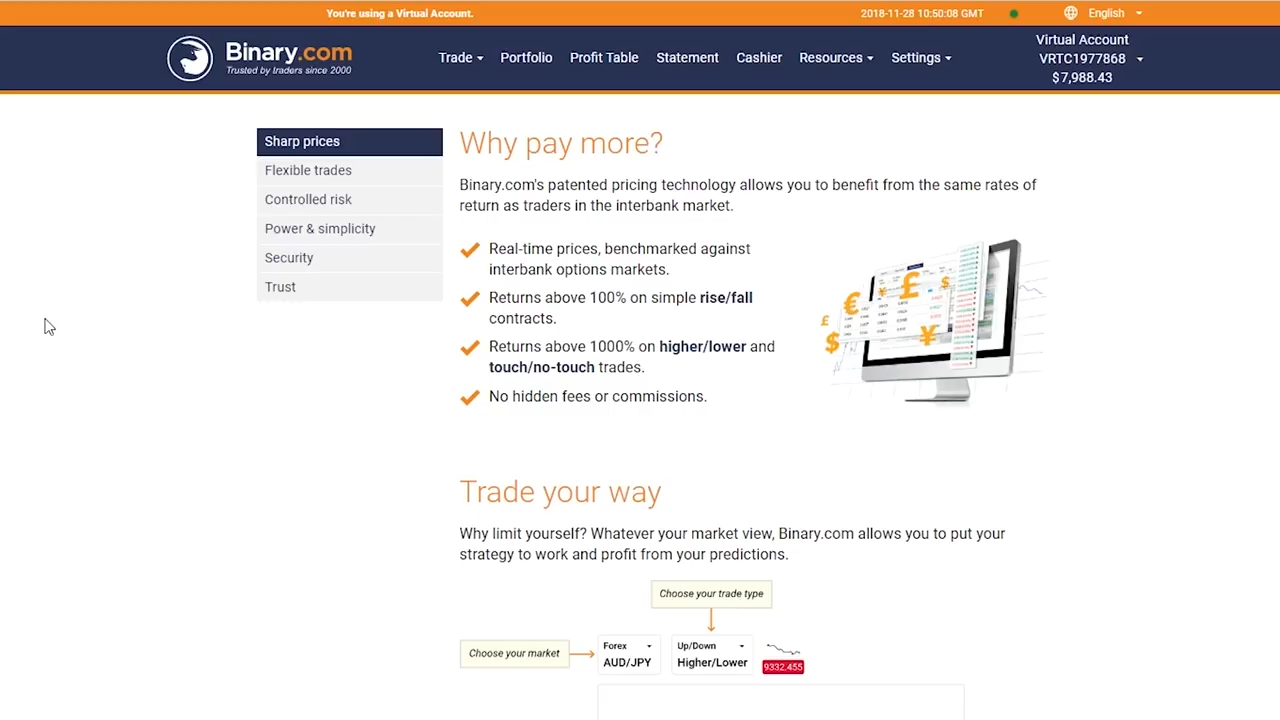 You're using a Virtual Account.
2018-11-28 10:50:08 GMT
English
Binary.com
Trusted by traders since 2000
Trade
Portfolio
Profit Table
Statement
Cashier
Resources
Settings
Virtual Account
VRTC1977868
$7,988.43
Sharp prices
Flexible trades
Controlled risk
Power & simplicity
Security
Trust
Why pay more?
Binary.com's patented pricing technology allows you to benefit from the same rates of
return as traders in the interbank market.
Real-time prices, benchmarked against
interbank options markets.
Returns above 100% on simple rise/fall
contracts.
Returns above 1000% on higher/lower and
touch/no-touch trades.
No hidden fees or commissions.
Trade your way
Why limit yourself? Whatever your market view, Binary.com allows you to put your
strategy to work and profit from your predictions.
Choose your trade type
Choose your market
Forex
AUD/JPY
Up/Down
Higher/Lower
9332.455